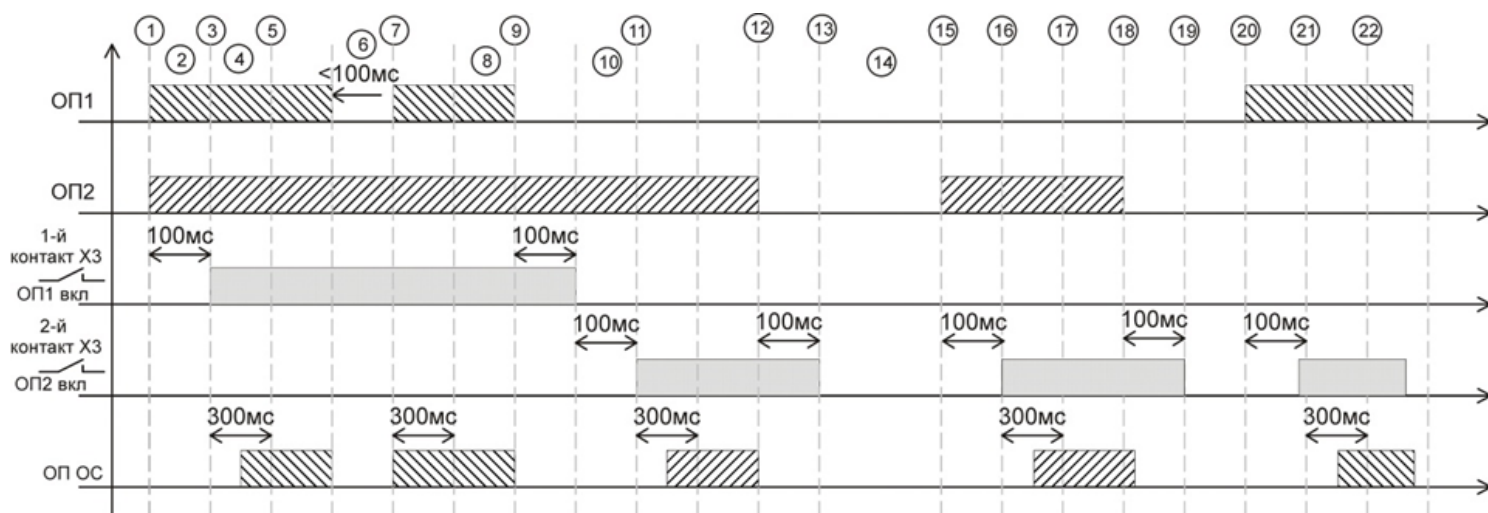 1 3 5 7 9 11 12 13 15 16 17 18 19 20 21 22
2 4 6 8 10 14
<100мс
ОП1
ОП2
1-й
контакт Х3
ОП1 вкл
100мс 100мс
2-й
контакт Х3
ОП2 вкл
100мс 100мс 100мс 100мс 100мс
300мс 300мс 300мс 300мс 300мс
ОП ОС